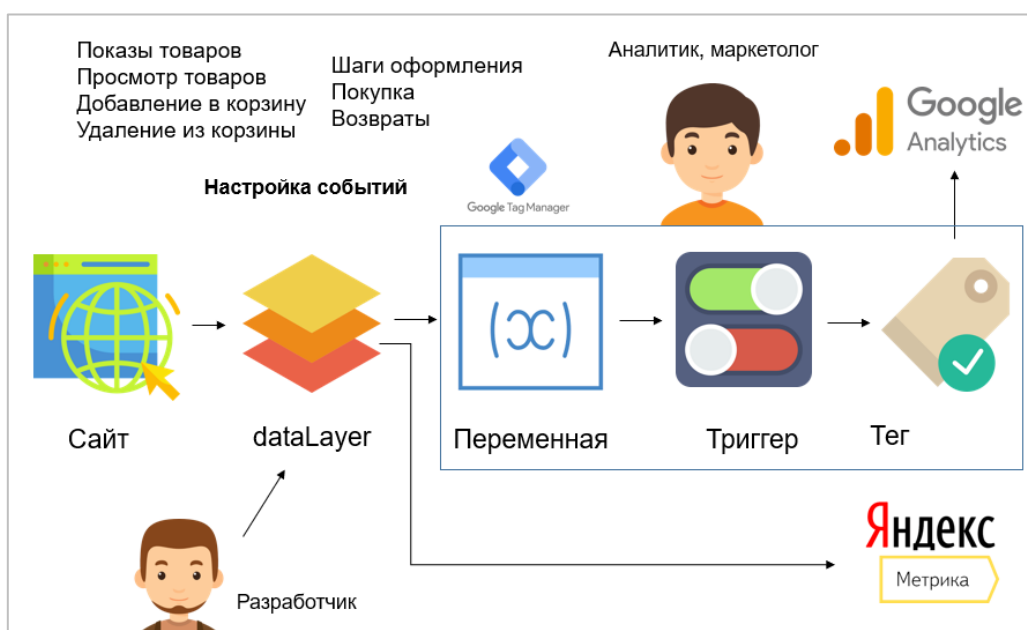 Показы товаров
Просмотр товаров
Добавление в корзину
Удаление из корзины
Шаги оформления
Покупка
Возвраты
Аналитик, маркетолог
Google
Analytics
Настройка событий
Google Tag Manager
(x)
Сайт
dataLayer
Переменная
Триггер
Тег
Разработчик
Яндекс
Метрика